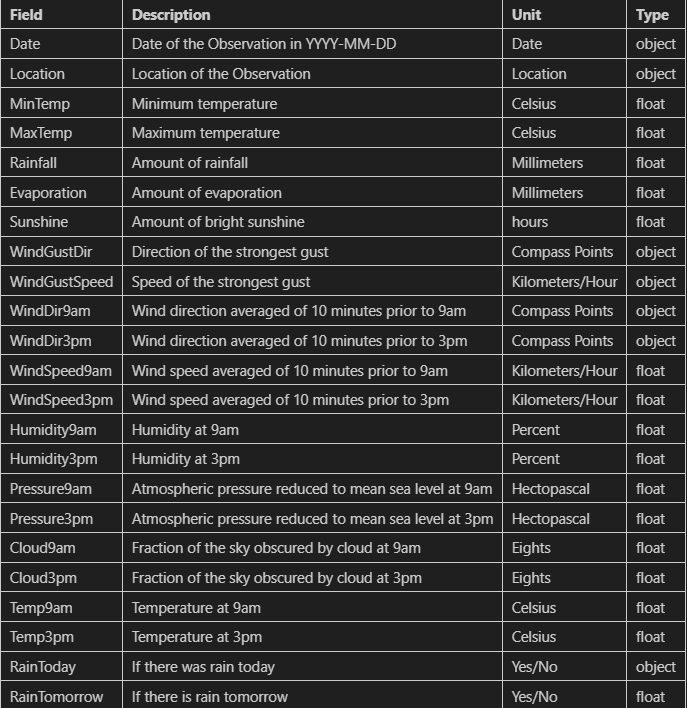 Field Description Unit Type
Date Date of the Observation in YYYY-MM-DD Date object
Location Location of the Observation Location object
MinTemp Minimum temperature Celsius float
MaxTemp Maximum temperature Celsius float
Rainfall Amount of rainfall Millimeters float
Evaporation Amount of evaporation Millimeters float
Sunshine Amount of bright sunshine hours float
WindGustDir Direction of the strongest gust Compass Points object
WindGustSpeed Speed of the strongest gust Kilometers/Hour object
WindDir9am Wind direction averaged of 10 minutes prior to 9am Compass Points object
WindDir3pm Wind direction averaged of 10 minutes prior to 3pm Compass Points object
WindSpeed9am Wind speed averaged of 10 minutes prior to 9am Kilometers/Hour float
WindSpeed3pm Wind speed averaged of 10 minutes prior to 3pm Kilometers/Hour float
Humidity9am Humidity at 9am Percent float
Humidity3pm Humidity at 3pm Percent float
Pressure9am Atmospheric pressure reduced to mean sea level at 9am Hectopascal float
Pressure3pm Atmospheric pressure reduced to mean sea level at 3pm Hectopascal float
Cloud9am Fraction of the sky obscured by cloud at 9am Eights float
Cloud3pm Fraction of the sky obscured by cloud at 3pm Eights float
Temp9am Temperature at 9am Celsius float
Temp3pm Temperature at 3pm Celsius float
RainToday If there was rain today Yes/No object
RainTomorrow If there is rain tomorrow Yes/No float